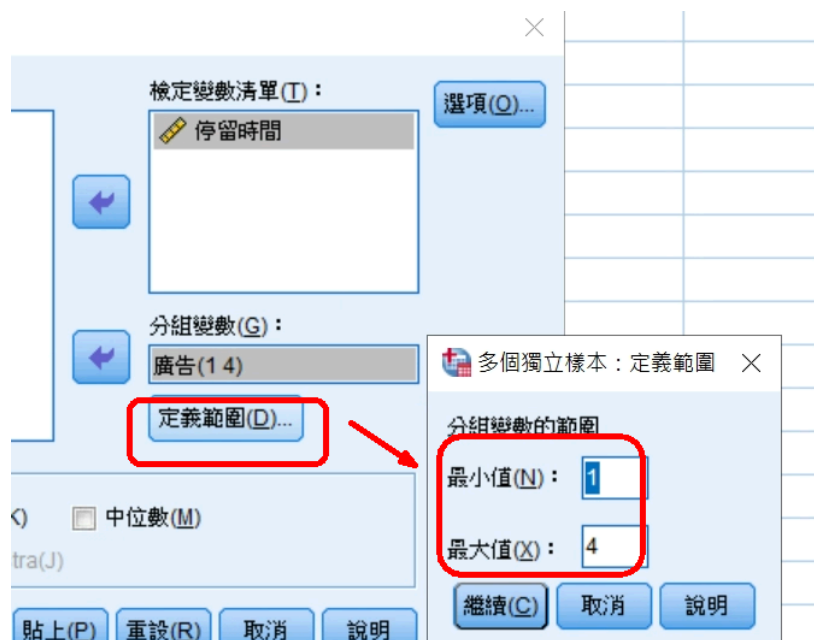 檢定變數清單(T)：
選項(O)...
停留時間
分組變數(G)：
廣告(1 4)
定義範圍(D)...
多個獨立樣本：定義範圍
分組變數的範圍
最小值(N)： 1
最大值(X)： 4
繼續(C) 取消 說明
K) 中位數(M)
tra(J)
貼上(P) 重設(R) 取消 說明